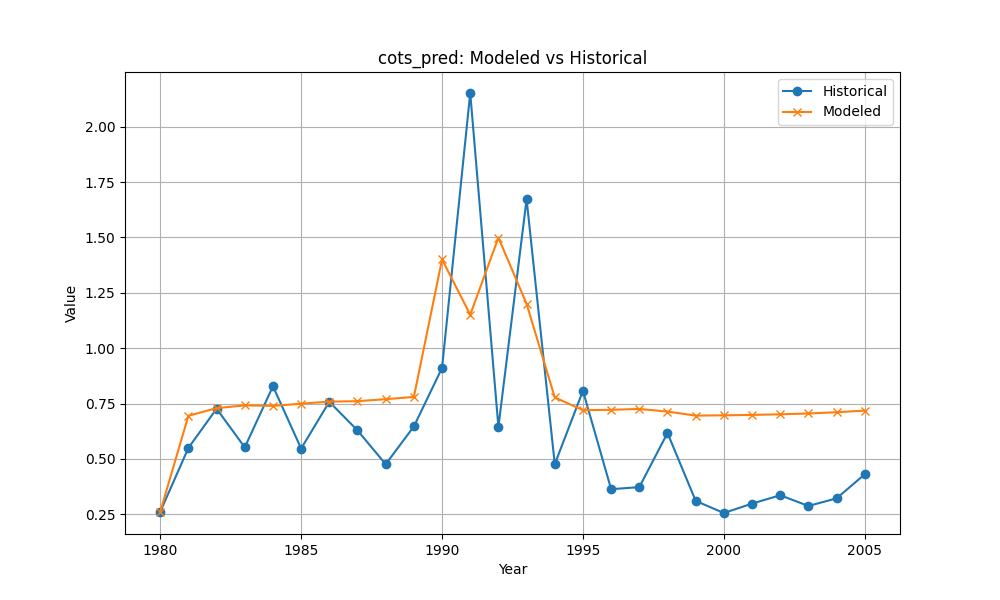 cots_pred: Modeled vs Historical
Historical
Modeled
Value
2.00
1.75
1.50
1.25
1.00
0.75
0.50
0.25
1980 1985 1990 1995 2000 2005
Year